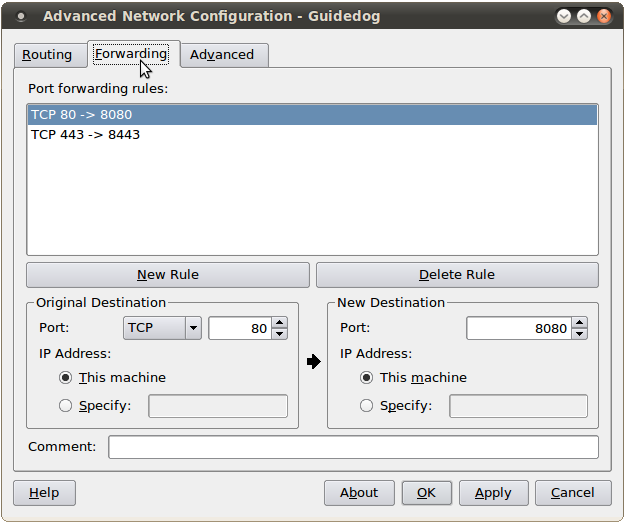 Advanced Network Configuration - Guidedog
Routing Forwarding Advanced
Port forwarding rules:
TCP 80 -> 8080
TCP 443 -> 8443
New Rule Delete Rule
Original Destination New Destination
Port: TCP 80 Port: 8080
IP Address: IP Address:
This machine This machine
Specify: Specify:
Comment:
Help About OK Apply Cancel